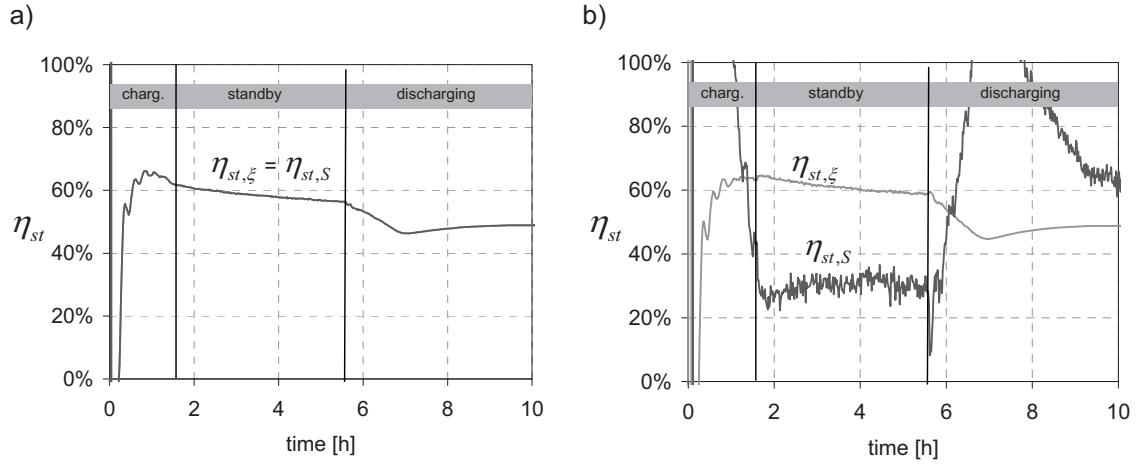 a)
100%
80%
60%
40%
20%
0%
η_st
charg.
standby
discharging
η_st,ξ = η_st,S
0 2 4 6 8 10
time [h]
b)
100%
80%
60%
40%
20%
0%
η_st
charg.
standby
discharging
η_st,ξ
η_st,S
0 2 4 6 8 10
time [h]